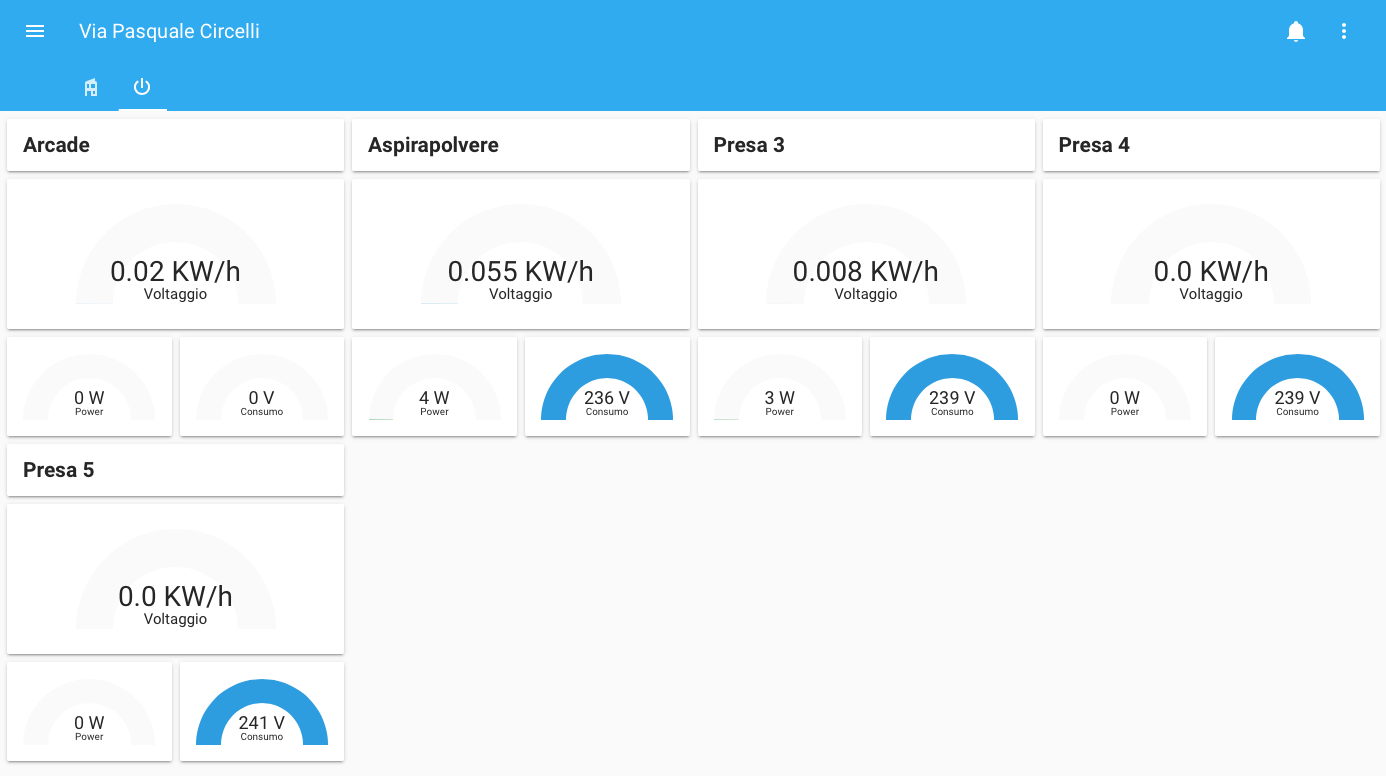 Via Pasquale Circelli
Arcade
0.02 KW/h
Voltaggio
0 W
Power
0 V
Consumo
Aspirapolvere
0.055 KW/h
Voltaggio
4 W
Power
236 V
Consumo
Presa 3
0.008 KW/h
Voltaggio
3 W
Power
239 V
Consumo
Presa 4
0.0 KW/h
Voltaggio
0 W
Power
239 V
Consumo
Presa 5
0.0 KW/h
Voltaggio
0 W
Power
241 V
Consumo